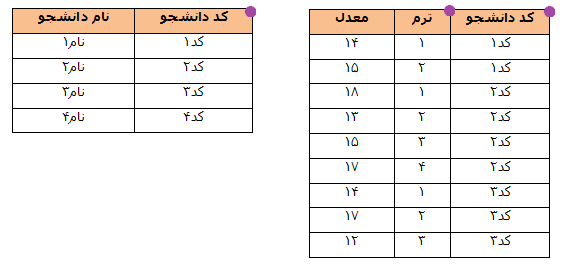 کد دانشجو ترم معدل
کد۱ ۱ ۱۴
کد۱ ۲ ۱۵
کد۲ ۱ ۱۸
کد۲ ۲ ۱۳
کد۲ ۳ ۱۵
کد۲ ۴ ۱۷
کد۳ ۱ ۱۴
کد۳ ۲ ۱۷
کد۳ ۳ ۱۲
کد دانشجو نام دانشجو
کد۱ نام۱
کد۲ نام۲
کد۳ نام۳
کد۴ نام۴